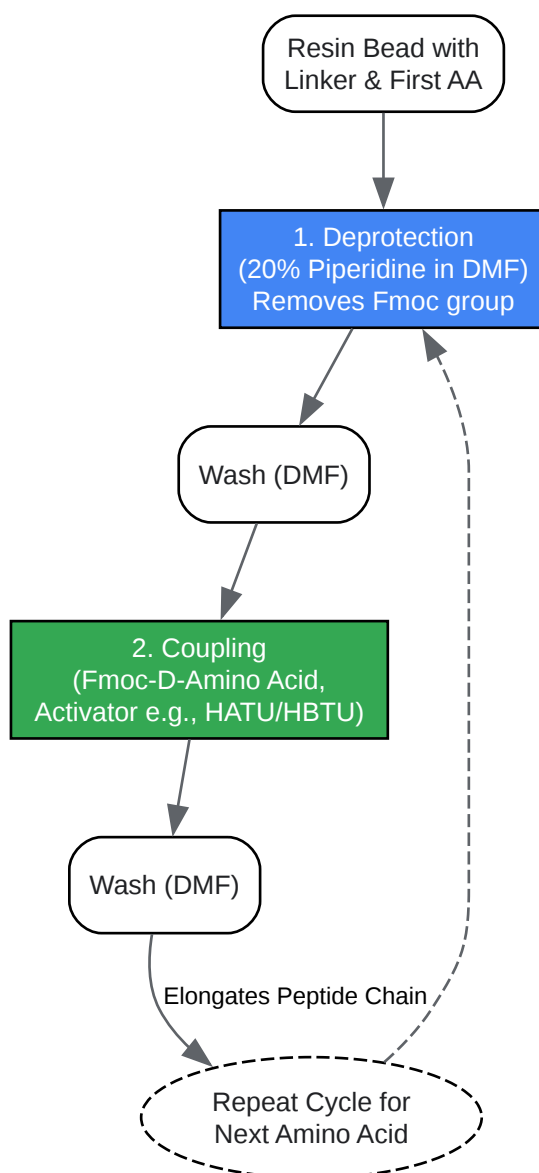 Resin Bead with
Linker & First AA
1. Deprotection
(20% Piperidine in DMF)
Removes Fmoc group
Wash (DMF)
2. Coupling
(Fmoc-D-Amino Acid,
Activator e.g., HATU/HBTU)
Wash (DMF)
Elongates Peptide Chain
Repeat Cycle for
Next Amino Acid